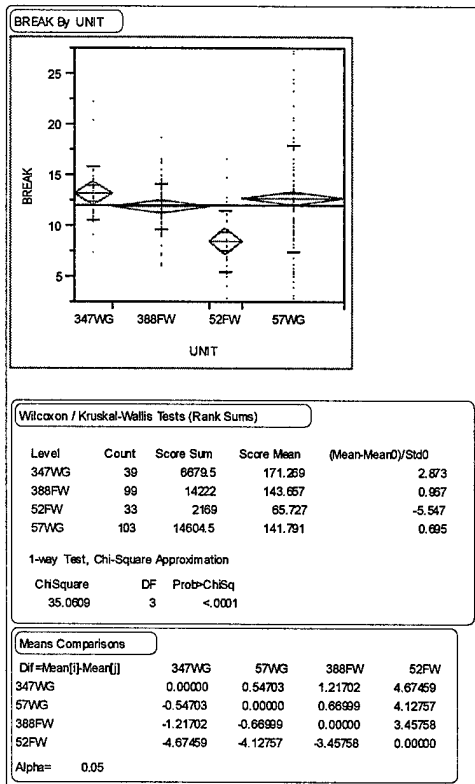 BREAK By UNIT
25
20
15
10
5
BREAK
347WG 388FW 52FW 57WG
UNIT
Wilcoxon / Kruskal-Wallis Tests (Rank Sums)
Level Count Score Sum Score Mean (Mean-Mean0)/Std0
347WG 39 6679.5 171.269 2.873
388FW 99 14222 143.657 0.967
52FW 33 2169 65.727 -5.547
57WG 103 14604.5 141.791 0.695
1-way Test, Chi-Square Approximation
ChiSquare DF Prob>ChiSq
35.0609 3 <.0001
Means Comparisons
Dif=Mean[i]-Mean[j] 347WG 57WG 388FW 52FW
347WG 0.00000 0.54703 1.21702 4.67459
57WG -0.54703 0.00000 0.66999 4.12757
388FW -1.21702 -0.66999 0.00000 3.45758
52FW -4.67459 -4.12757 -3.45758 0.00000
Alpha= 0.05